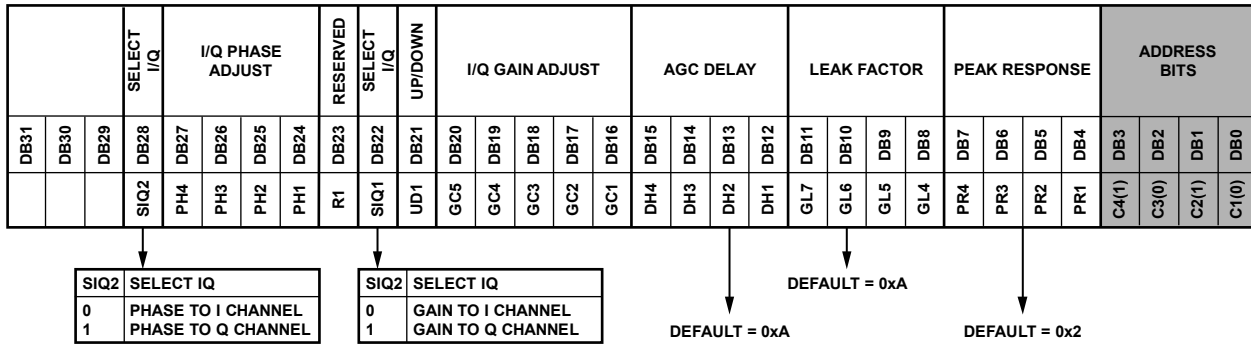 SELECT
I/Q
I/Q PHASE
ADJUST
RESERVED
SELECT
I/Q
UP/DOWN
I/Q GAIN ADJUST
AGC DELAY
LEAK FACTOR
PEAK RESPONSE
ADDRESS
BITS
DB31 DB30 DB29 DB28 DB27 DB26 DB25 DB24 DB23 DB22 DB21 DB20 DB19 DB18 DB17 DB16 DB15 DB14 DB13 DB12 DB11 DB10 DB9 DB8 DB7 DB6 DB5 DB4 DB3 DB2 DB1 DB0
SIQ2 PH4 PH3 PH2 PH1 R1 SIQ1 UD1 GC5 GC4 GC3 GC2 GC1 DH4 DH3 DH2 DH1 GL7 GL6 GL5 GL4 PR4 PR3 PR2 PR1 C4(1) C3(0) C2(1) C1(0)
SIQ2 SELECT IQ
0 PHASE TO I CHANNEL
1 PHASE TO Q CHANNEL
SIQ2 SELECT IQ
0 GAIN TO I CHANNEL
1 GAIN TO Q CHANNEL
DEFAULT = 0xA
DEFAULT = 0xA
DEFAULT = 0x2